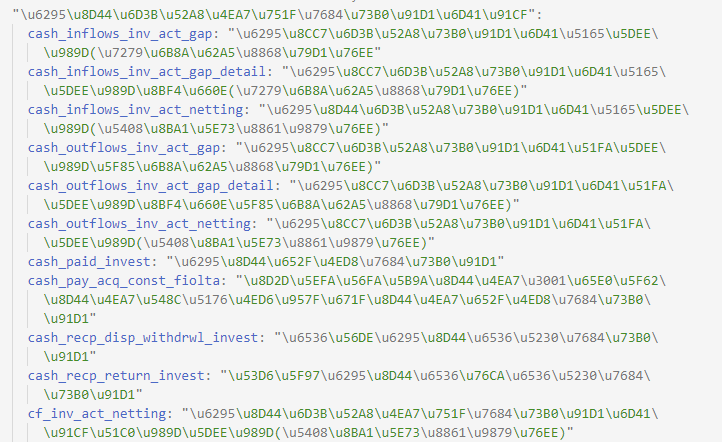 "\u6295\u8D44\u6D3B\u52A8\u4EA7\u751F\u7684\u73B0\u91D1\u6D41\u91CF":
cash_inflows_inv_act_gap: "\u6295\u8CC7\u6D3B\u52A8\u73B0\u91D1\u6D41\u5165\u5DEE\
\u989D(\u7279\u6B8A\u62A5\u8868\u79D1\u76EE"
cash_inflows_inv_act_gap_detail: "\u6295\u8CC7\u6D3B\u52A8\u73B0\u91D1\u6D41\u5165\
\u5DEE\u989D\u8BF4\u660E(\u7279\u6B8A\u62A5\u8868\u79D1\u76EE)"
cash_inflows_inv_act_netting: "\u6295\u8D44\u6D3B\u52A8\u73B0\u91D1\u6D41\u5165\u5DEE\
\u989D(\u5408\u8BA1\u5E73\u8861\u9879\u76EE)"
cash_outflows_inv_act_gap: "\u6295\u8CC7\u6D3B\u52A8\u73B0\u91D1\u6D41\u51FA\u5DEE\
\u989D\u5F85\u6B8A\u62A5\u8868\u79D1\u76EE)"
cash_outflows_inv_act_gap_detail: "\u6295\u8CC7\u6D3B\u52A8\u73B0\u91D1\u6D41\u51FA\
\u5DEE\u989D\u8BF4\u660E\u5F85\u6B8A\u62A5\u8868\u79D1\u76EE)"
cash_outflows_inv_act_netting: "\u6295\u8CC7\u6D3B\u52A8\u73B0\u91D1\u6D41\u51FA\
\u5DEE\u989D(\u5408\u8BA1\u5E73\u8861\u9879\u76EE)"
cash_paid_invest: "\u6295\u8D44\u652F\u4ED8\u7684\u73B0\u91D1"
cash_pay_acq_const_fiolta: "\u8D2D\u5EFA\u56FA\u5B9A\u8D44\u4EA7\u3001\u65E0\u5F62\
\u8D44\u4EA7\u548C\u5176\u4ED6\u957F\u671F\u8D44\u4EA7\u652F\u4ED8\u7684\u73B0\
\u91D1"
cash_recp_disp_withdrwl_invest: "\u6536\u56DE\u6295\u8D44\u6536\u5230\u7684\u73B0\
\u91D1"
cash_recp_return_invest: "\u53D6\u5F97\u6295\u8D44\u6536\u76CA\u6536\u5230\u7684\
\u73B0\u91D1"
cf_inv_act_netting: "\u6295\u8D44\u6D3B\u52A8\u4EA7\u751F\u7684\u73B0\u91D1\u6D41\
\u91CF\u51C0\u989D\u5DEE\u989D(\u5408\u8BA1\u5E73\u8861\u9879\u76EE)"